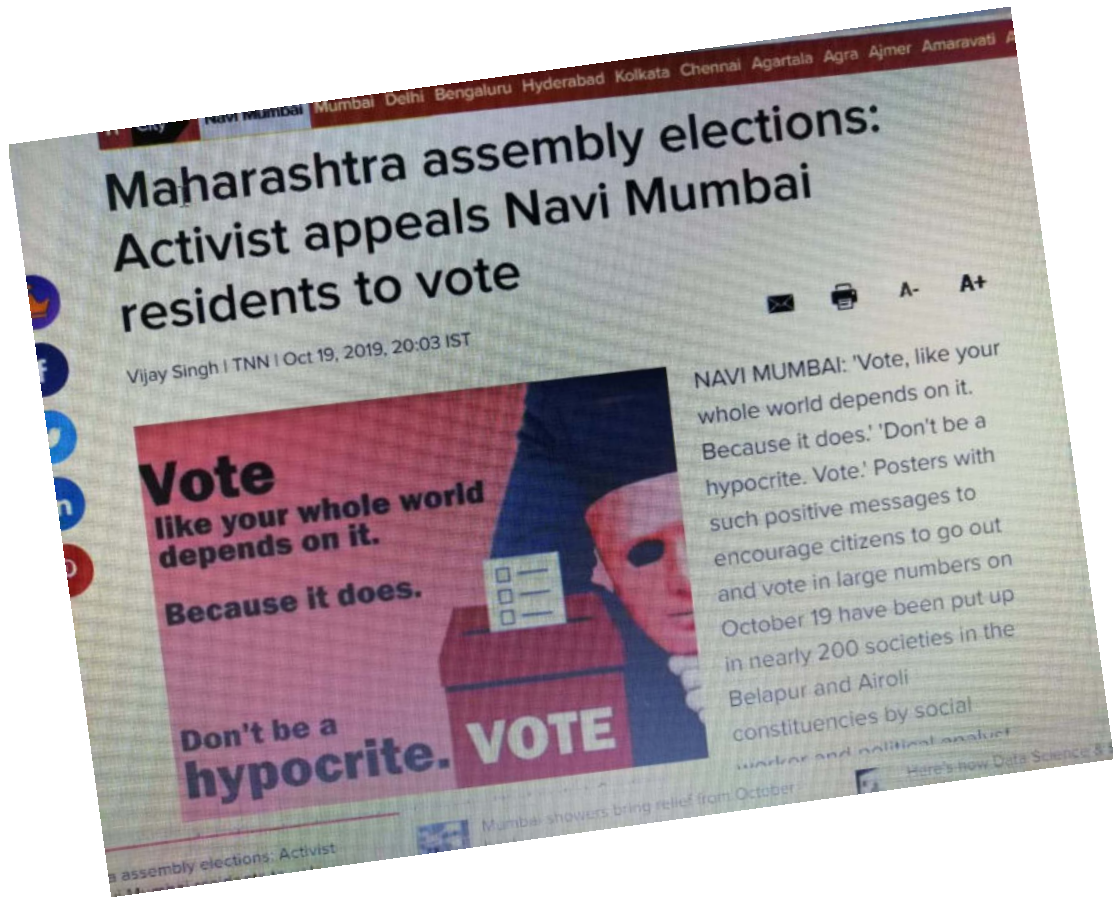 City Navi Mumbai Mumbai Delhi Bengaluru Hyderabad Kolkata Chennai Agartala Agra Ajmer Amaravati
Maharashtra assembly elections:
Activist appeals Navi Mumbai
residents to vote
A- A+
Vijay Singh | TNN | Oct 19, 2019, 20:03 IST
Vote
like your whole world
depends on it.
Because it does.
Don't be a
hypocrite.
VOTE
NAVI MUMBAI: 'Vote, like your
whole world depends on it.
Because it does.' 'Don't be a
hypocrite. Vote.' Posters with
such positive messages to
encourage citizens to go out
and vote in large numbers on
October 19 have been put up
in nearly 200 societies in the
Belapur and Airoli
constituencies by social
worker and political analyst
assembly elections: Activist
Mumbai showers bring relief from October
Here's how Data Science &